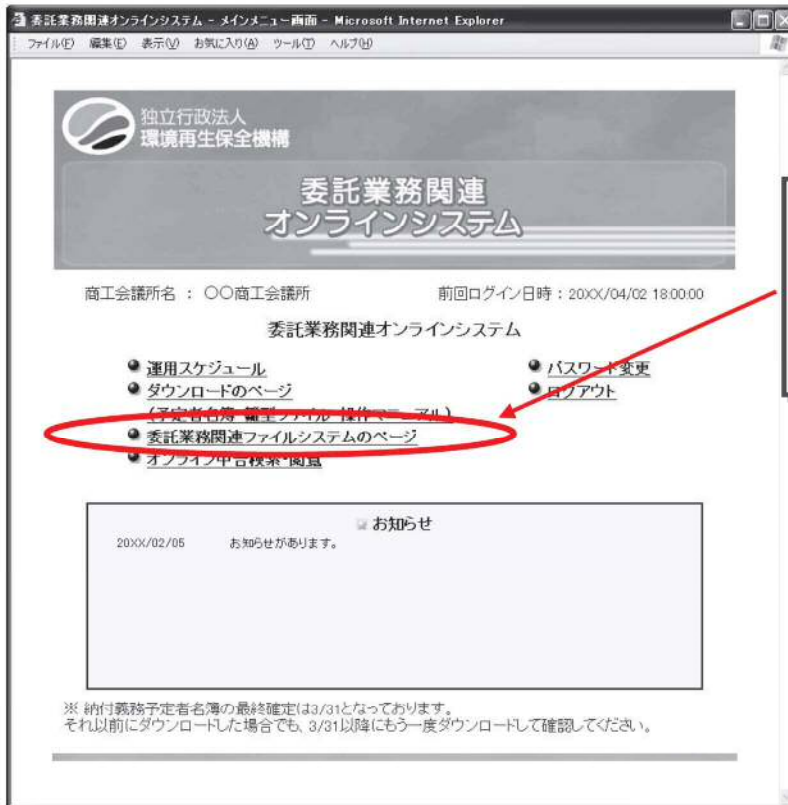 委託業務関連オンラインシステム - メインメニュー画面 - Microsoft Internet Explorer
ファイル(F) 編集(E) 表示(V) お気に入り(A) ツール(T) ヘルプ(H)
独立行政法人
環境再生保全機構
委託業務関連
オンラインシステム
商工会議所名 : 〇〇商工会議所 前回ログイン日時:20XX/04/02 18:00:00
委託業務関連オンラインシステム
運用スケジュール パスワード変更
ダウンロードのページ ログアウト
(予定者名簿・雛型ファイル・操作マニュアル)
委託業務関連ファイルシステムのページ
オンライン申告検索・閲覧
お知らせ
20XX/02/05 お知らせがあります。
※ 納付義務予定者名簿の最終確定は3/31となっております。
それ以前にダウンロードした場合でも、3/31以降にもう一度ダウンロードして確認してください。